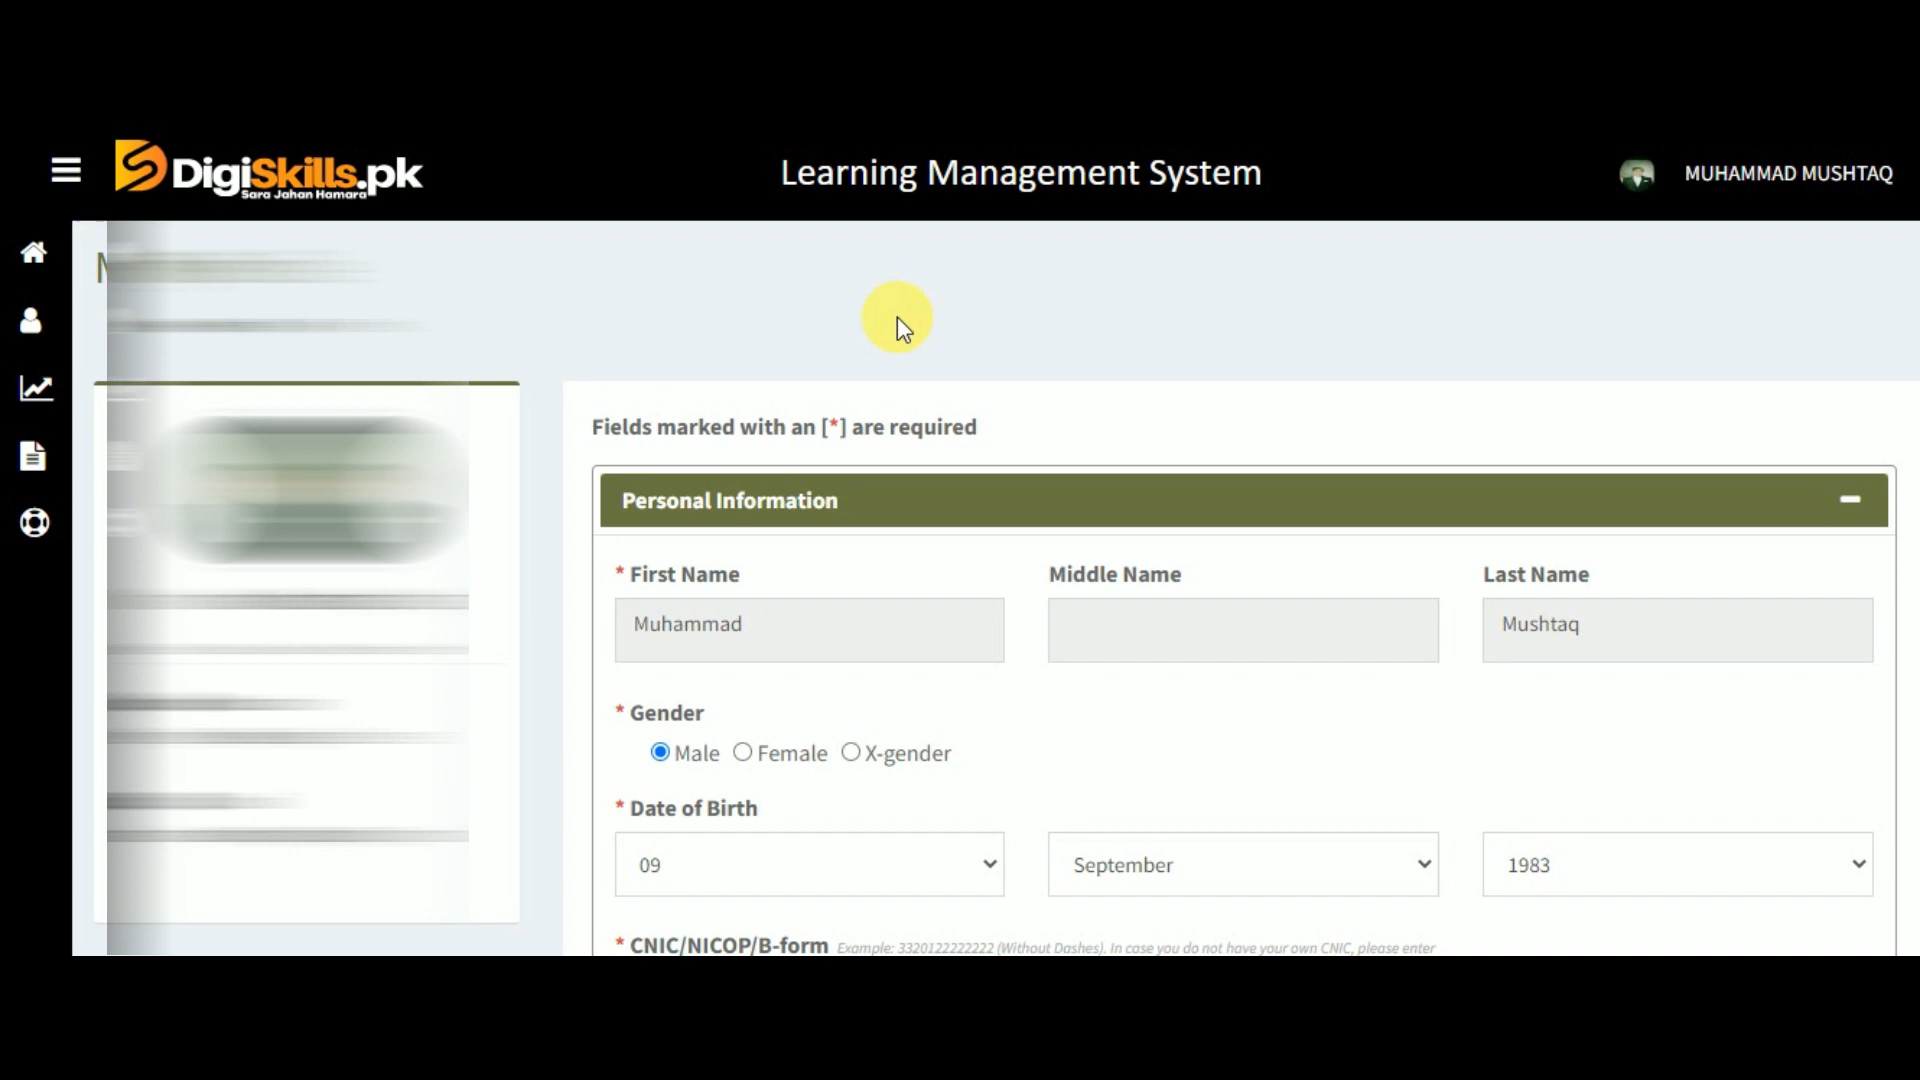 DigiSkills.pk
Sara Jahan Hamara
Learning Management System
MUHAMMAD MUSHTAQ
Fields marked with an [*] are required
Personal Information
* First Name Middle Name Last Name
Muhammad Mushtaq
* Gender
Male Female X-gender
* Date of Birth
09 September 1983
* CNIC/NICOP/B-form Example: 3320122222222 (Without Dashes). In case you do not have your own CNIC, please enter